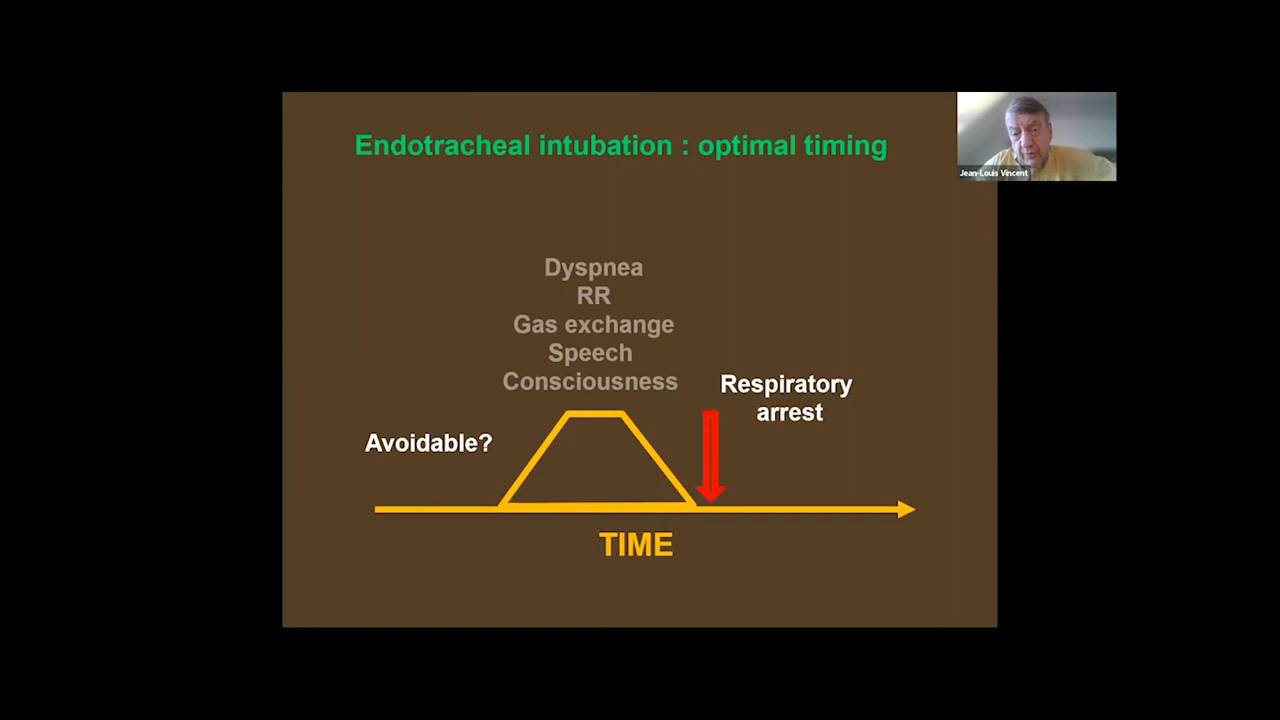 Endotracheal intubation : optimal timing
Jean-Louis Vincent
Dyspnea
RR
Gas exchange
Speech
Consciousness
Respiratory
arrest
Avoidable?
TIME